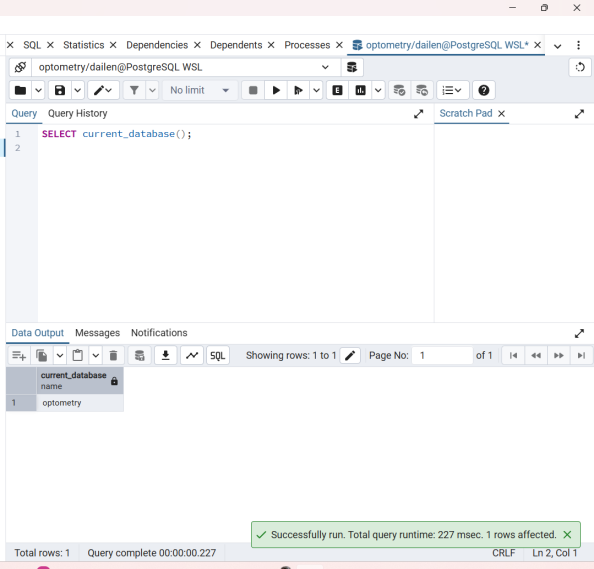 SQL Statistics Dependencies Dependents Processes optometry/dailen@PostgreSQL WSL*
optometry/dailen@PostgreSQL WSL
No limit
Query Query History Scratch Pad
1 SELECT current_database();
2
Data Output Messages Notifications
SQL Showing rows: 1 to 1 Page No: 1 of 1
current_database
name
1 optometry
Successfully run. Total query runtime: 227 msec. 1 rows affected.
Total rows: 1 Query complete 00:00:00.227 CRLF Ln 2, Col 1